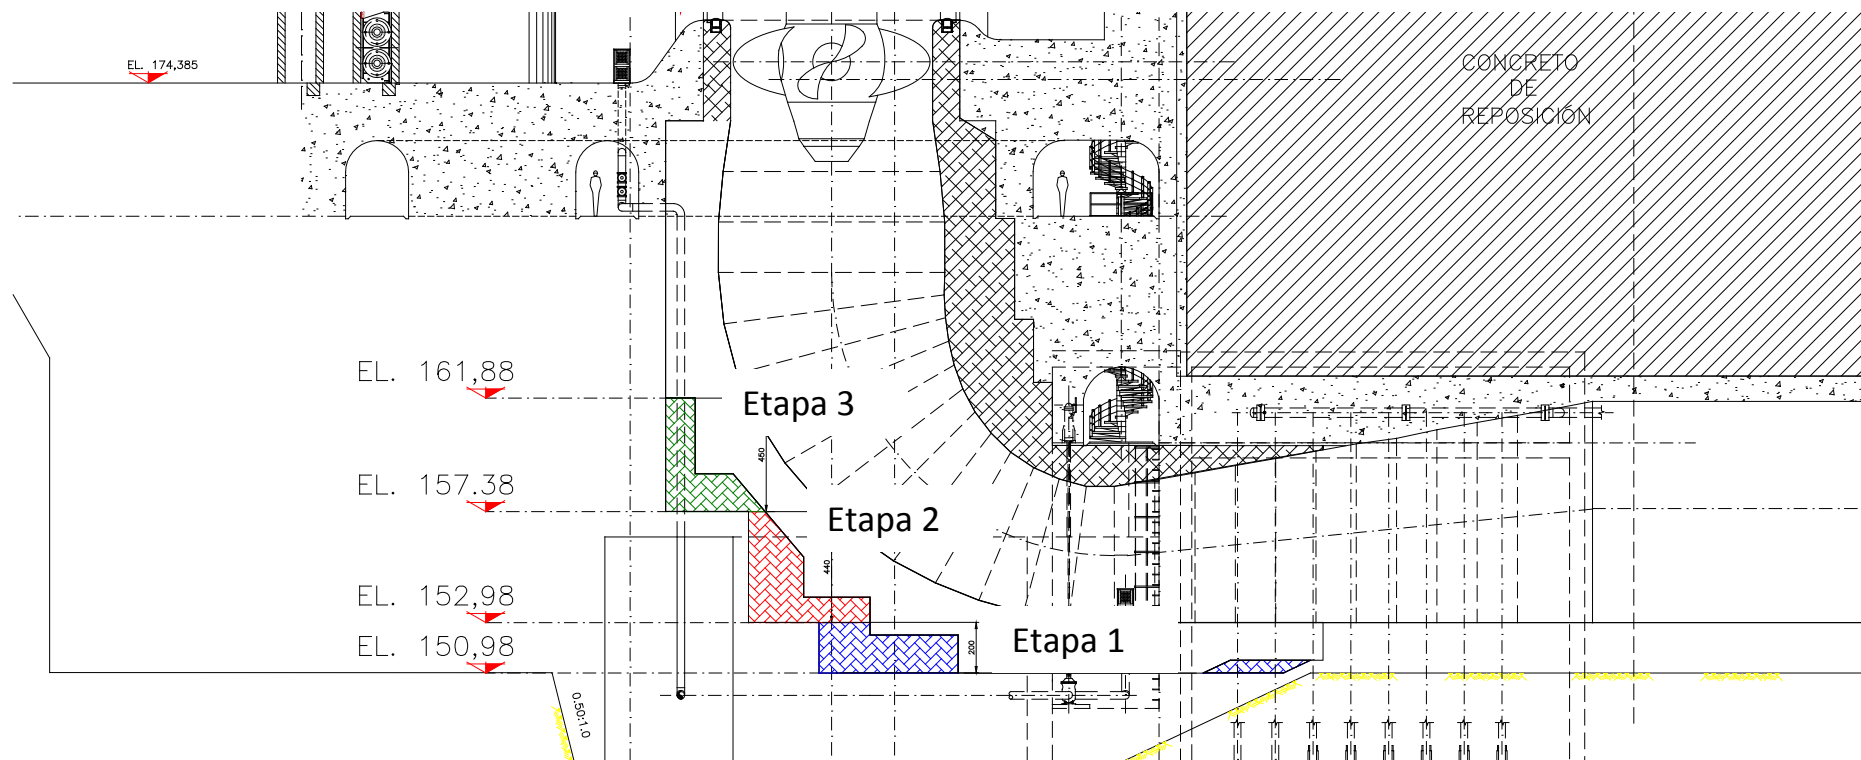 EL. 174,385
CONCRETO
DE
REPOSICIÓN
EL. 161,88
Etapa 3
450
EL. 157.38
Etapa 2
440
EL. 152,98
Etapa 1
200
EL. 150,98
0.50:1.0